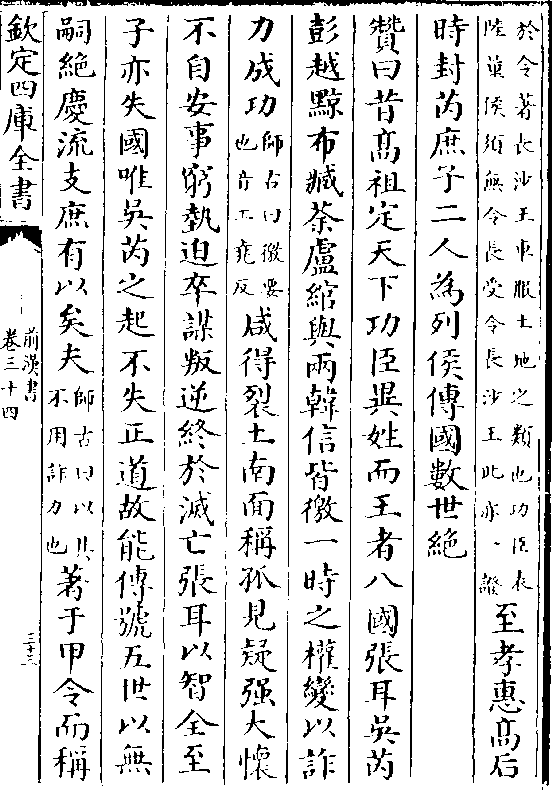 於令著長沙王車服土地之類也功臣表
陸菫侯須無令長受令長沙王此亦一證
至孝惠髙后
時封芮庶子二人為列侯傳國數世絶
贊曰昔髙祖定天下功臣異姓而王者八國張耳吳芮
彭越黥布臧荼盧綰與兩韓信皆徼一時之權變以詐
力成功
師古曰徼要
也音工堯反
咸得裂土南面稱孤見疑强大懷
不自安事窮埶迫卒謀叛逆終於滅亡張耳以智全至
子亦失國唯吳芮之起不失正道故能傳號五世以無
嗣絶慶流支庶有以矣夫
師古曰以其
不用詐力也
著于甲令而稱
欽定四庫全書
前漢書
卷三十四
三十三